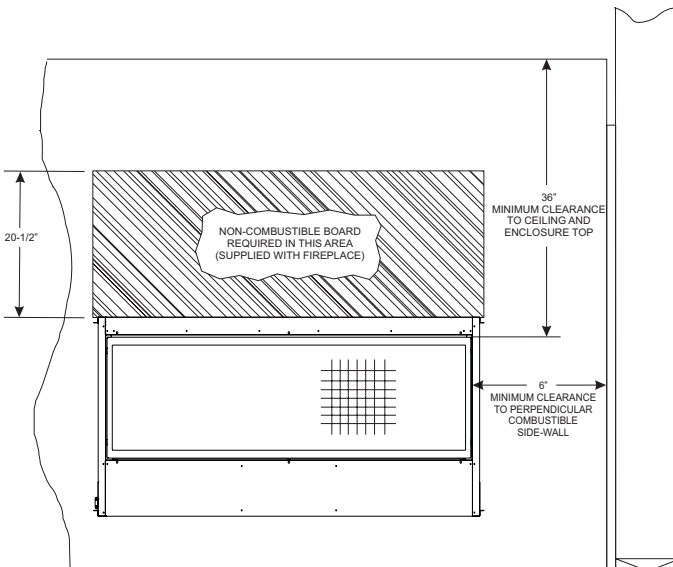 20-1/2"
NON-COMBUSTIBLE BOARD
REQUIRED IN THIS AREA
(SUPPLIED WITH FIREPLACE)
36"
MINIMUM CLEARANCE
TO CEILING AND
ENCLOSURE TOP
6"
MINIMUM CLEARANCE
TO PERPENDICULAR
COMBUSTIBLE
SIDE-WALL